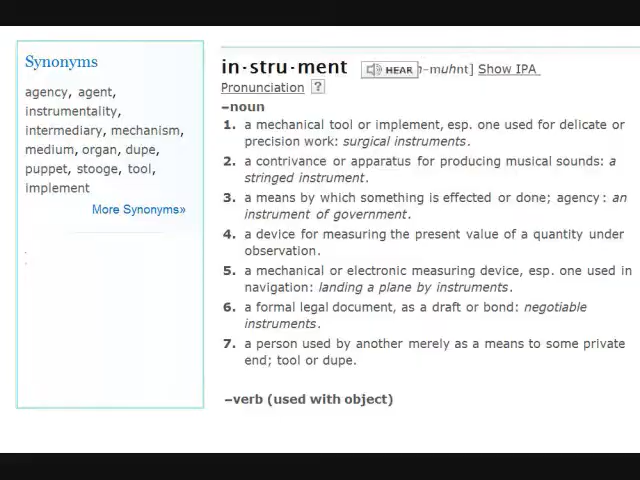 Synonyms
agency, agent,
instrumentality,
intermediary, mechanism,
medium, organ, dupe,
puppet, stooge, tool,
implement
More Synonyms»
in·stru·ment HEAR -muhnt] Show IPA
Pronunciation ?
–noun
1. a mechanical tool or implement, esp. one used for delicate or
precision work: surgical instruments.
2. a contrivance or apparatus for producing musical sounds: a
stringed instrument.
3. a means by which something is effected or done; agency: an
instrument of government.
4. a device for measuring the present value of a quantity under
observation.
5. a mechanical or electronic measuring device, esp. one used in
navigation: landing a plane by instruments.
6. a formal legal document, as a draft or bond: negotiable
instruments.
7. a person used by another merely as a means to some private
end; tool or dupe.
–verb (used with object)